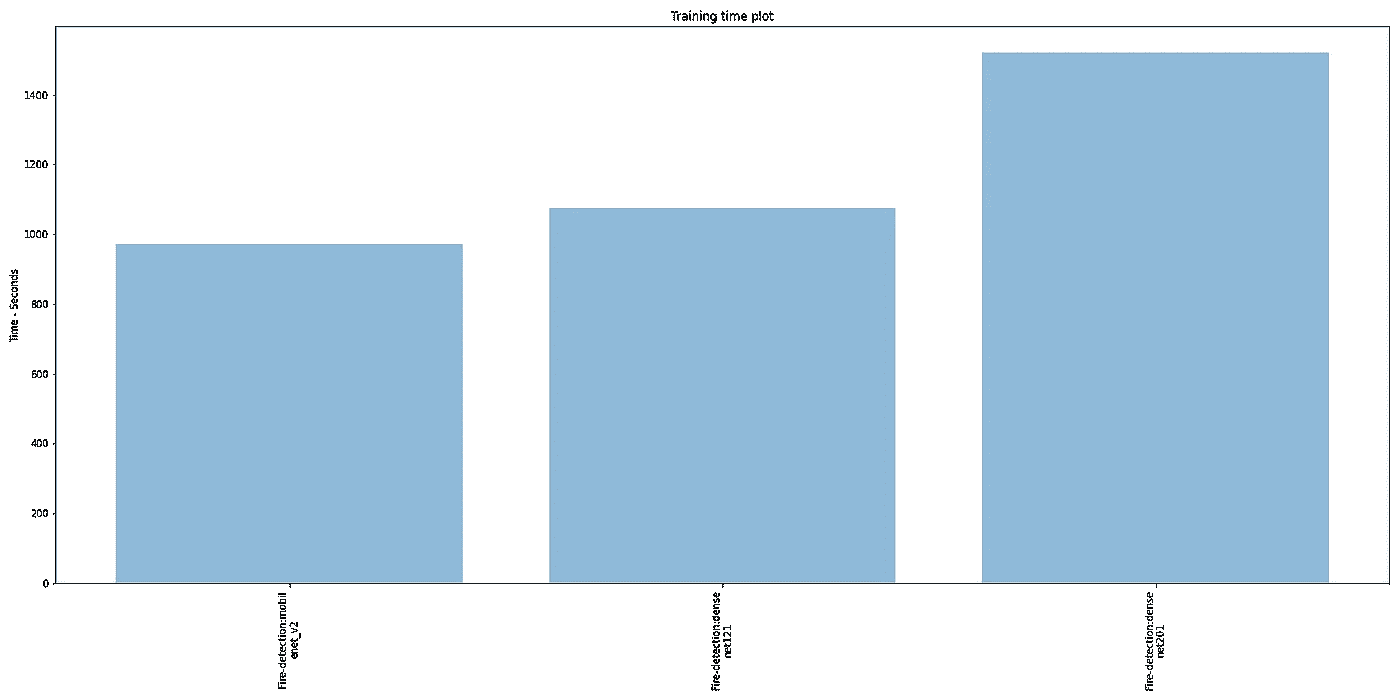 Training time plot
1400
1200
1000
800
600
400
200
0
Time - Seconds
Fire-detection:mobil
enet_v2
Fire-detection:dense
net121
Fire-detection:dense
net201